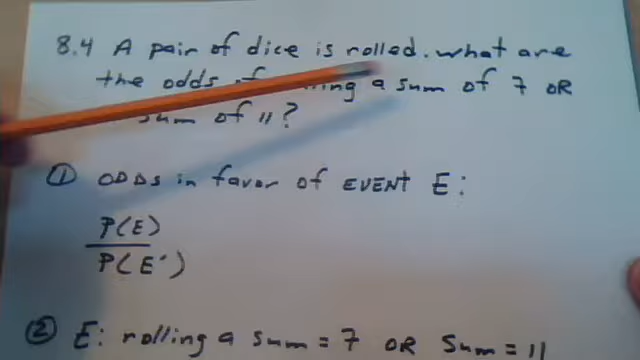 8.4 A pair of dice is rolled. what are
the odds of a sum of 7 OR
sum of 11?
① ODDs in favor of EVENT E:
P(E)
P(E')
② E: rolling a sum = 7 OR sum = 11